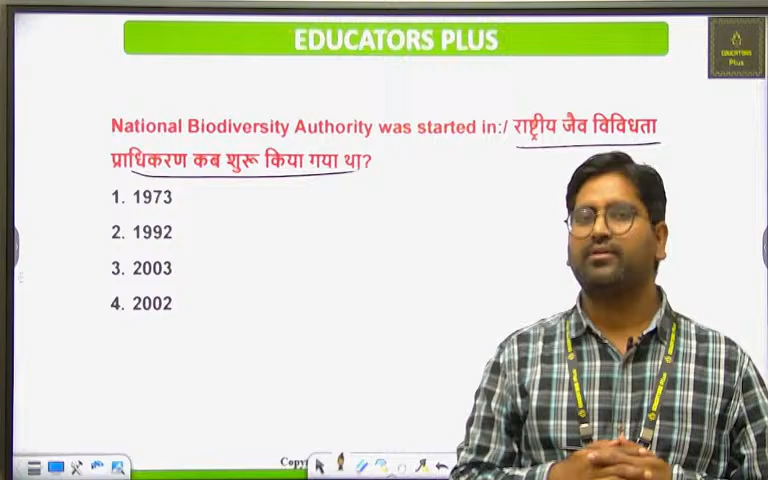 EDUCATORS PLUS
EDUCATORS
Plus
National Biodiversity Authority was started in:/ राष्ट्रीय जैव विविधता
प्राधिकरण कब शुरू किया गया था?
1. 1973
2. 1992
3. 2003
4. 2002